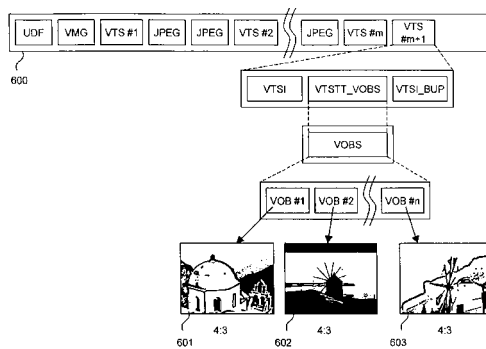 UDF VMG VTS #1 JPEG JPEG VTS #2 JPEG VTS #m VTS #m+1
600
VTSI VTSTT_VOBS VTSI_BUP
VOBS
VOB #1 VOB #2 VOB #n
4:3 4:3 4:3
601 602 603